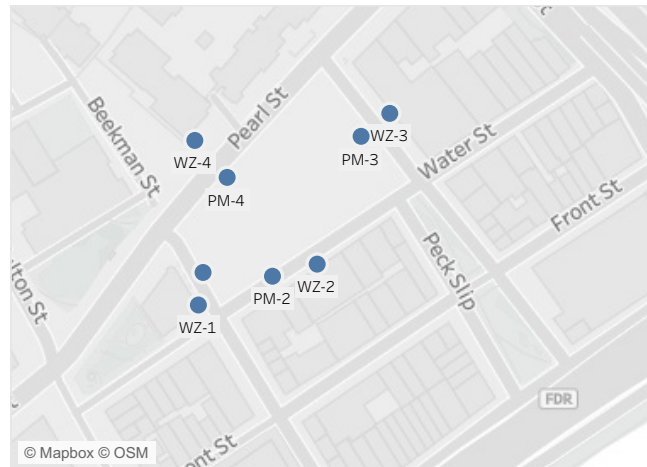 Beekman St
Pearl St
WZ-3
WZ-4
PM-3
Water St
PM-4
Front St
Peck Slip
lton St
WZ-2
PM-2
WZ-1
FDR
ont St
© Mapbox © OSM